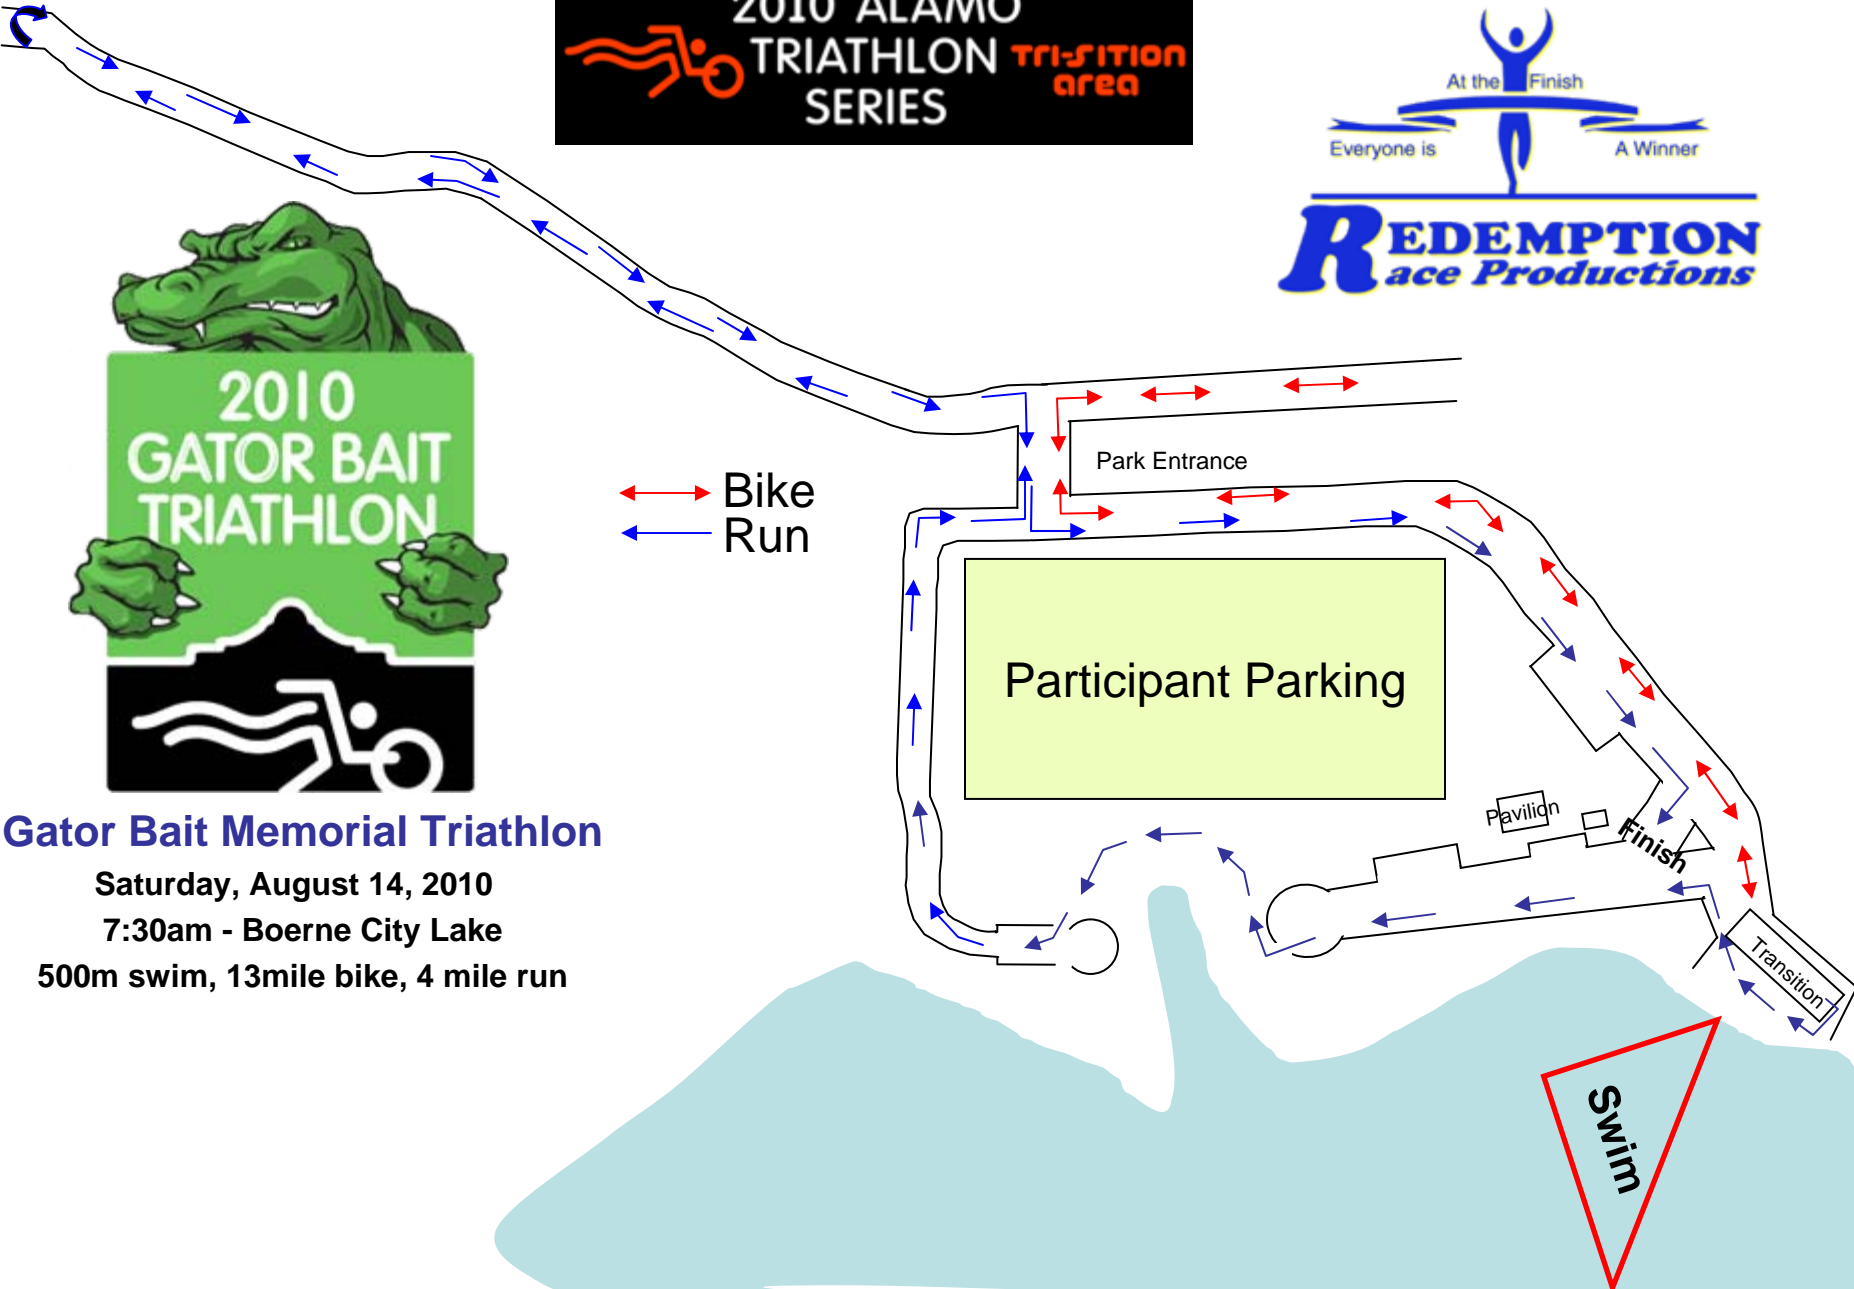 2010 ALAMO
TRIATHLON
SERIES
TRI-SITION
area
At the Finish
Everyone is A Winner
REDEMPTION
Race Productions
2010
GATOR BAIT
TRIATHLON
Gator Bait Memorial Triathlon
Saturday, August 14, 2010
7:30am - Boerne City Lake
500m swim, 13mile bike, 4 mile run
Bike
Run
Park Entrance
Participant Parking
Pavilion
Finish
Transition
Swim